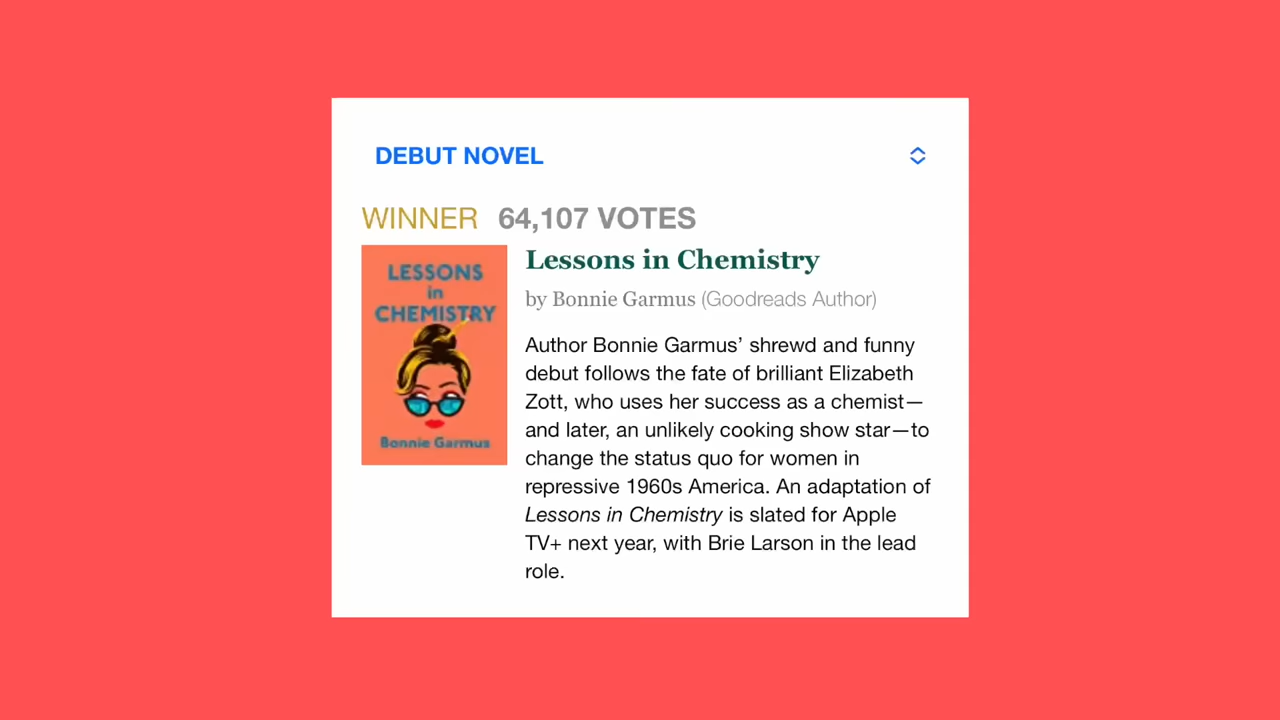 DEBUT NOVEL
WINNER 64,107 VOTES
LESSONS
in
CHEMISTRY
Bonnie Garmus
Lessons in Chemistry
by Bonnie Garmus (Goodreads Author)
Author Bonnie Garmus’ shrewd and funny
debut follows the fate of brilliant Elizabeth
Zott, who uses her success as a chemist—
and later, an unlikely cooking show star—to
change the status quo for women in
repressive 1960s America. An adaptation of
Lessons in Chemistry is slated for Apple
TV+ next year, with Brie Larson in the lead
role.